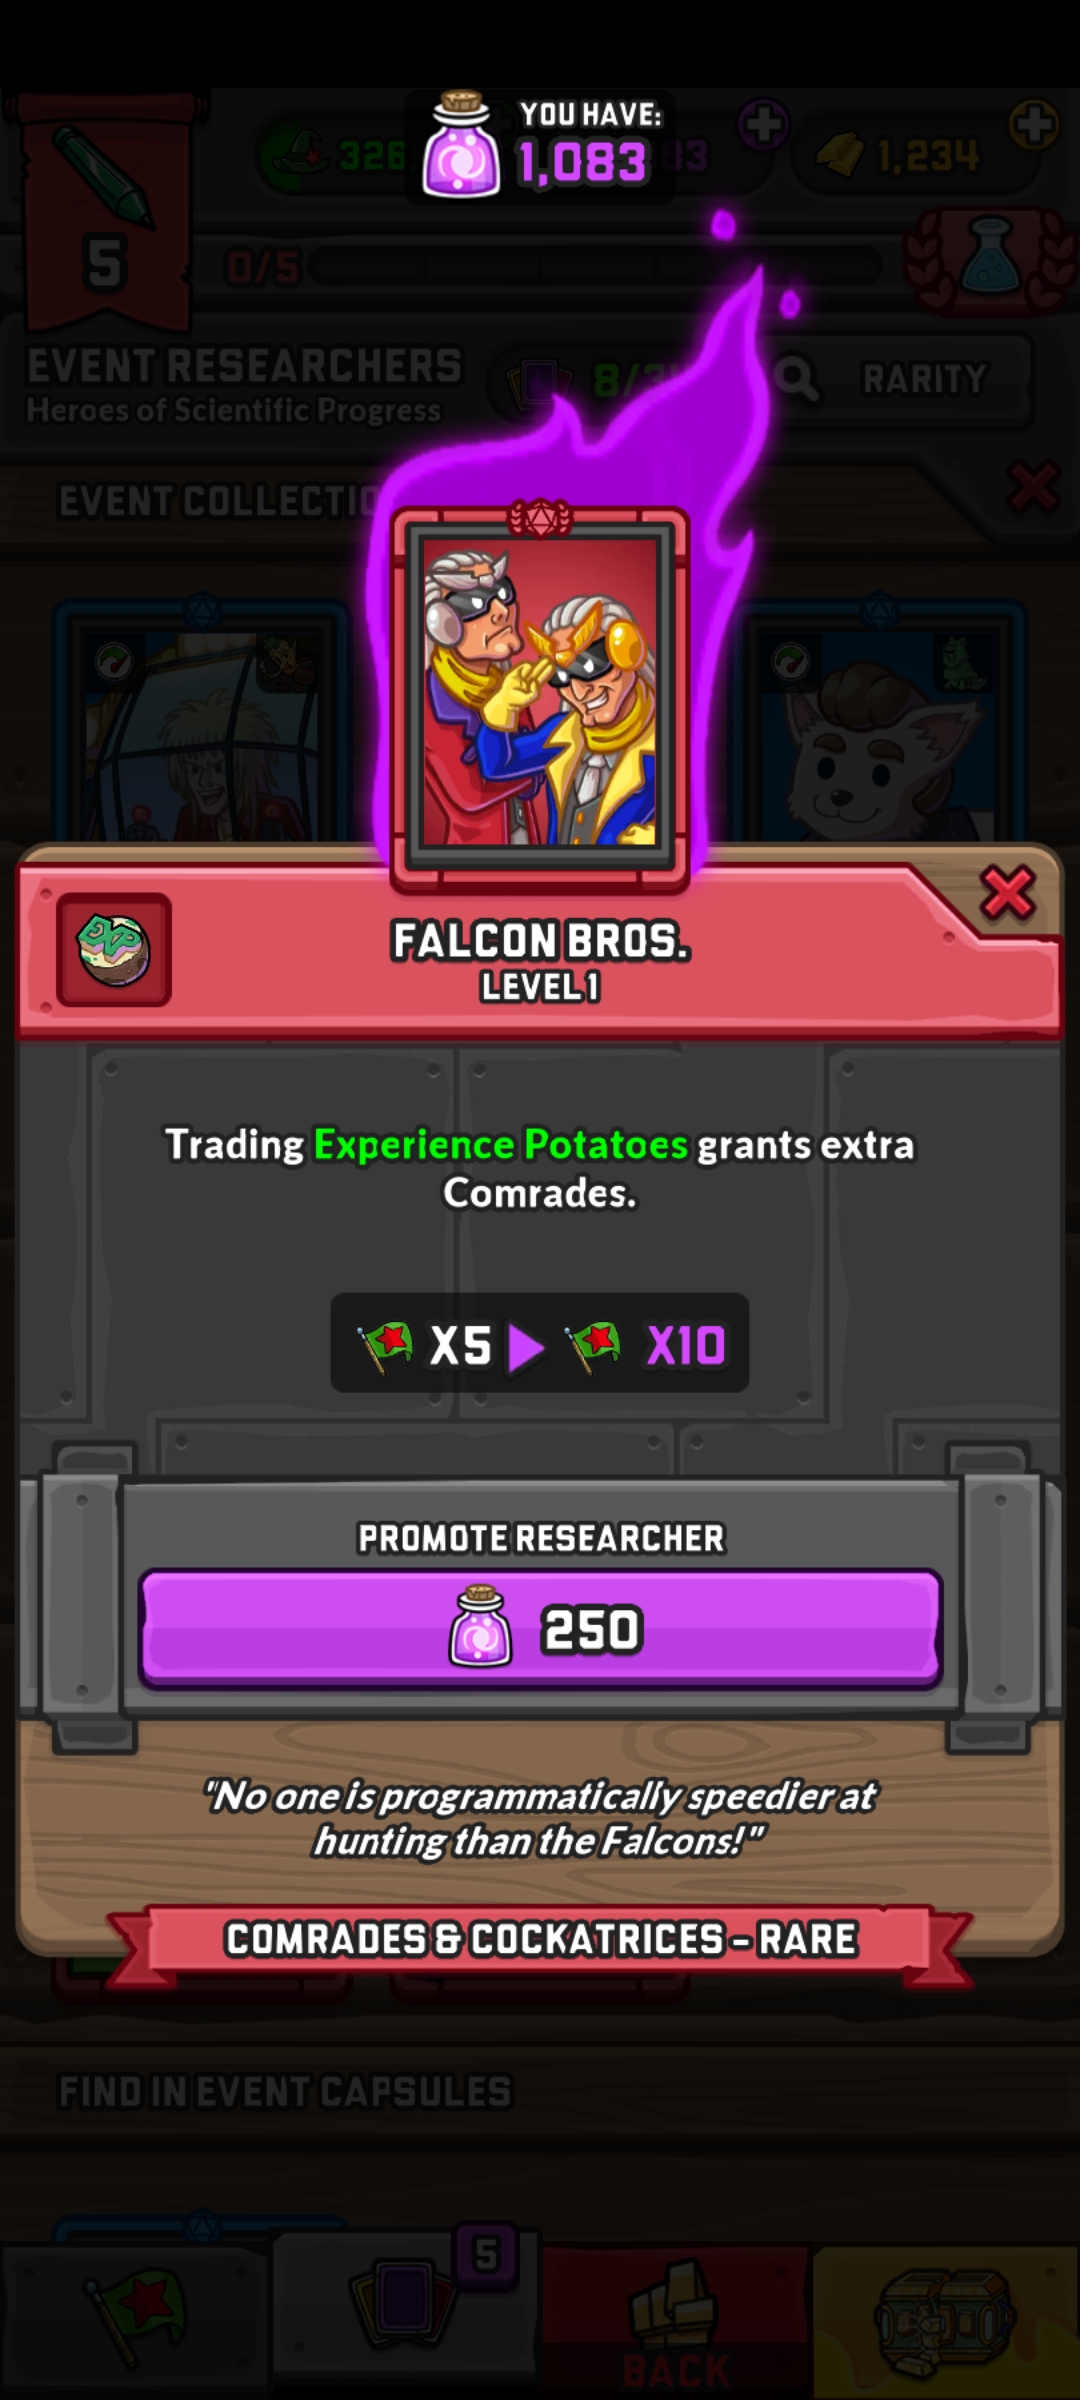 YOU HAVE:
1,083
326
1,234
5
0/5
EVENT RESEARCHERS
Heroes of Scientific Progress
RARITY
EVENT
EXP
FALCON BROS.
LEVEL 1
Trading Experience Potatoes grants extra
Comrades.
X5 X10
PROMOTE RESEARCHER
250
"No one is programmatically speedier at
hunting than the Falcons!"
COMRADES & COCKATRICES - RARE
FIND IN EVENT CAPSULES
5
BACK